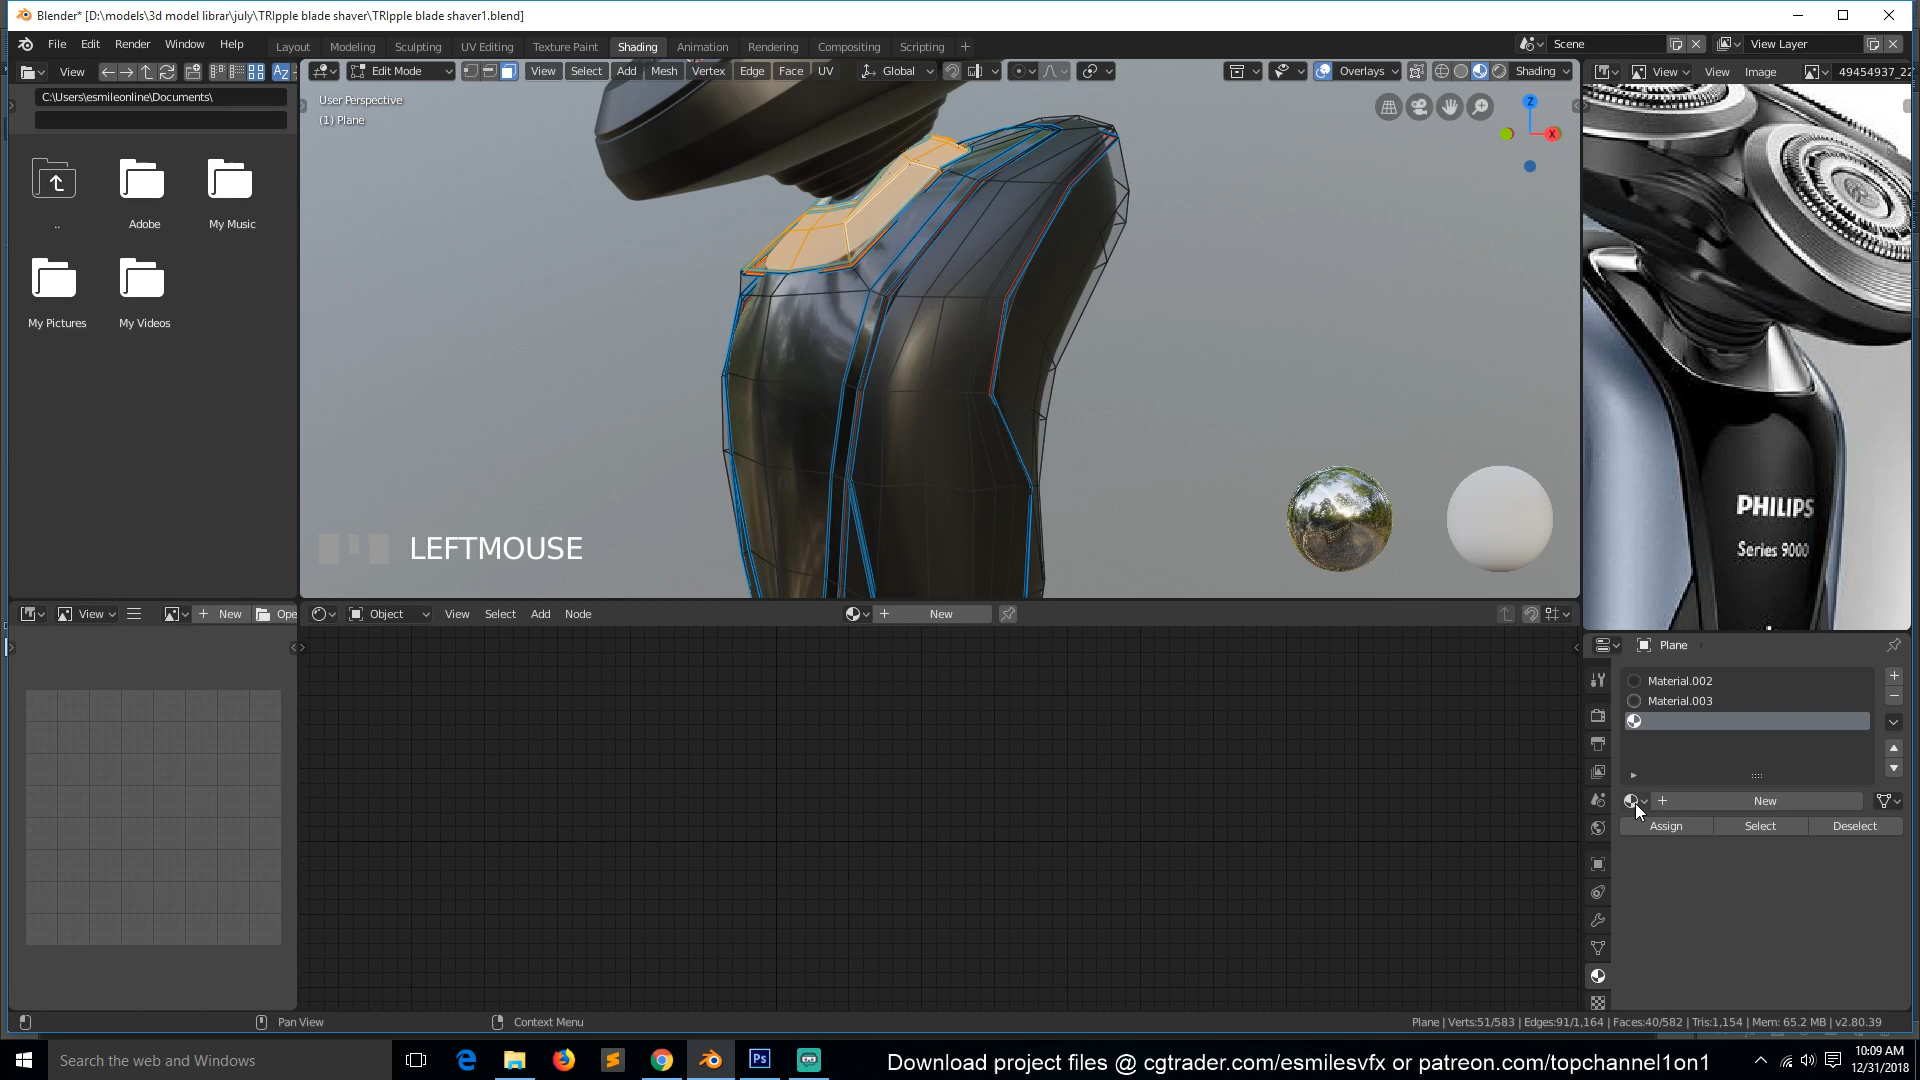 Blender* [D:\models\3d model librar\july\TRIpple blade shaver\TRIpple blade shaver1.blend]
File Edit Render Window Help Layout Modeling Sculpting UV Editing Texture Paint Shading Animation Rendering Compositing Scripting + Scene View Layer
View Edit Mode View Select Add Mesh Vertex Edge Face UV Global Overlays Shading View View Image 49454937_22
C:\Users\esmileonline\Documents\
User Perspective
(1) Plane
Z
X
.. Adobe My Music
My Pictures My Videos
PHILIPS
Series 9000
LEFTMOUSE
View New Ope Object View Select Add Node New
Plane
Material.002
Material.003
New
Assign Select Deselect
Pan View Context Menu Plane | Verts:51/583 | Edges:91/1,164 | Faces:40/582 | Tris:1,154 | Mem: 65.2 MB | v2.80.39
Search the web and Windows
Download project files @ cgtrader.com/esmilesvfx or patreon.com/topchannel1on1
10:09 AM
12/31/2018